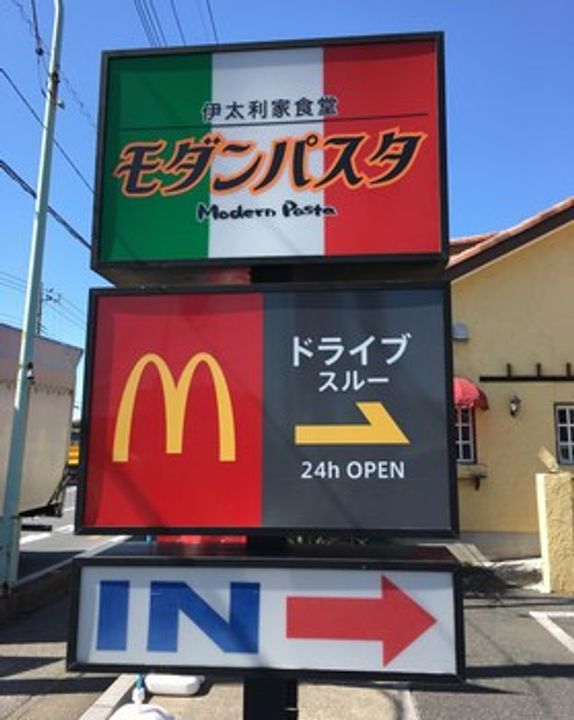 伊太利家食堂
モダンパスタ
Modern Pasta
ドライブ
スルー
24h OPEN
IN